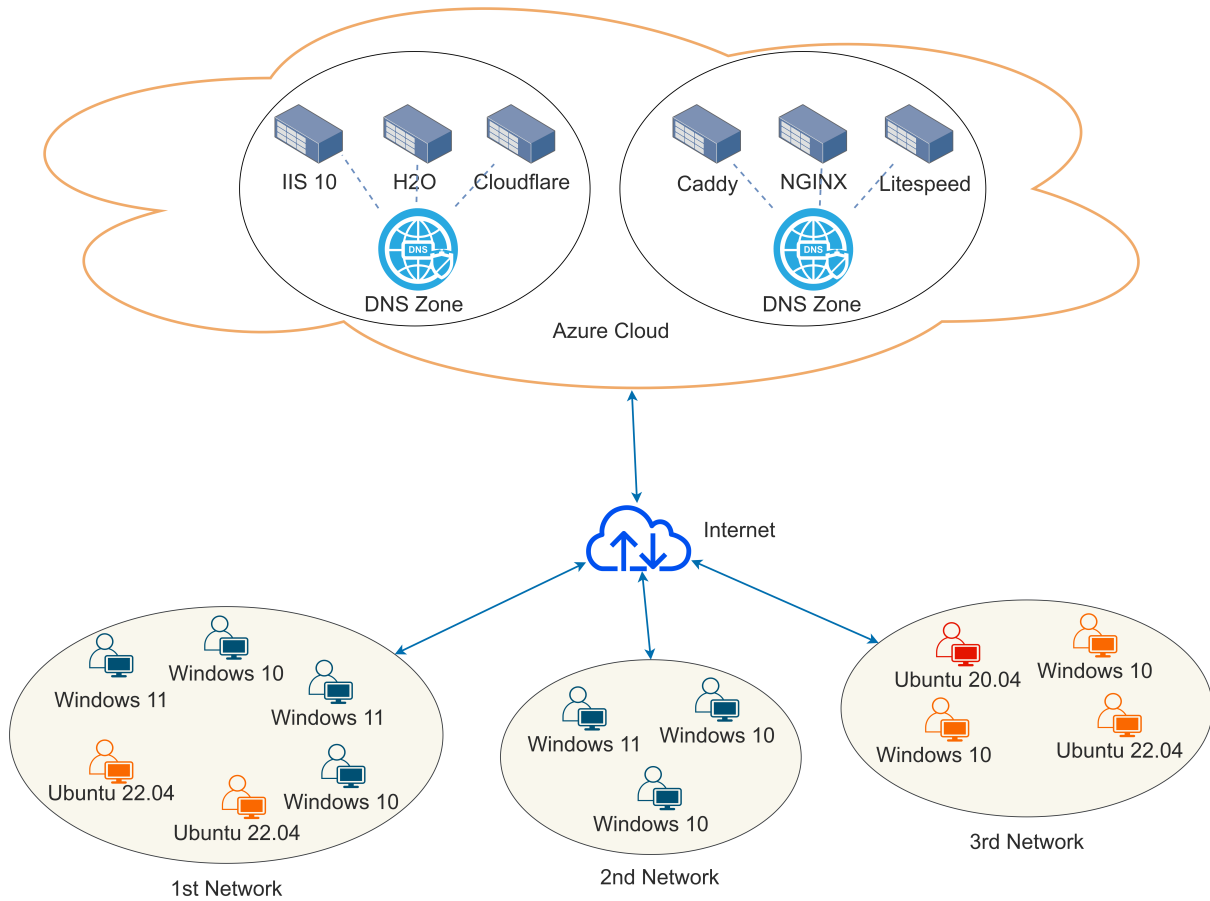 IIS 10
H2O
Cloudflare
Caddy
NGINX
Litespeed
DNS
DNS
DNS Zone
DNS Zone
Azure Cloud
Internet
Windows 11
Windows 10
Windows 11
Ubuntu 22.04
Windows 10
Ubuntu 22.04
1st Network
Windows 11
Windows 10
Windows 10
2nd Network
Ubuntu 20.04
Windows 10
Windows 10
Ubuntu 22.04
3rd Network